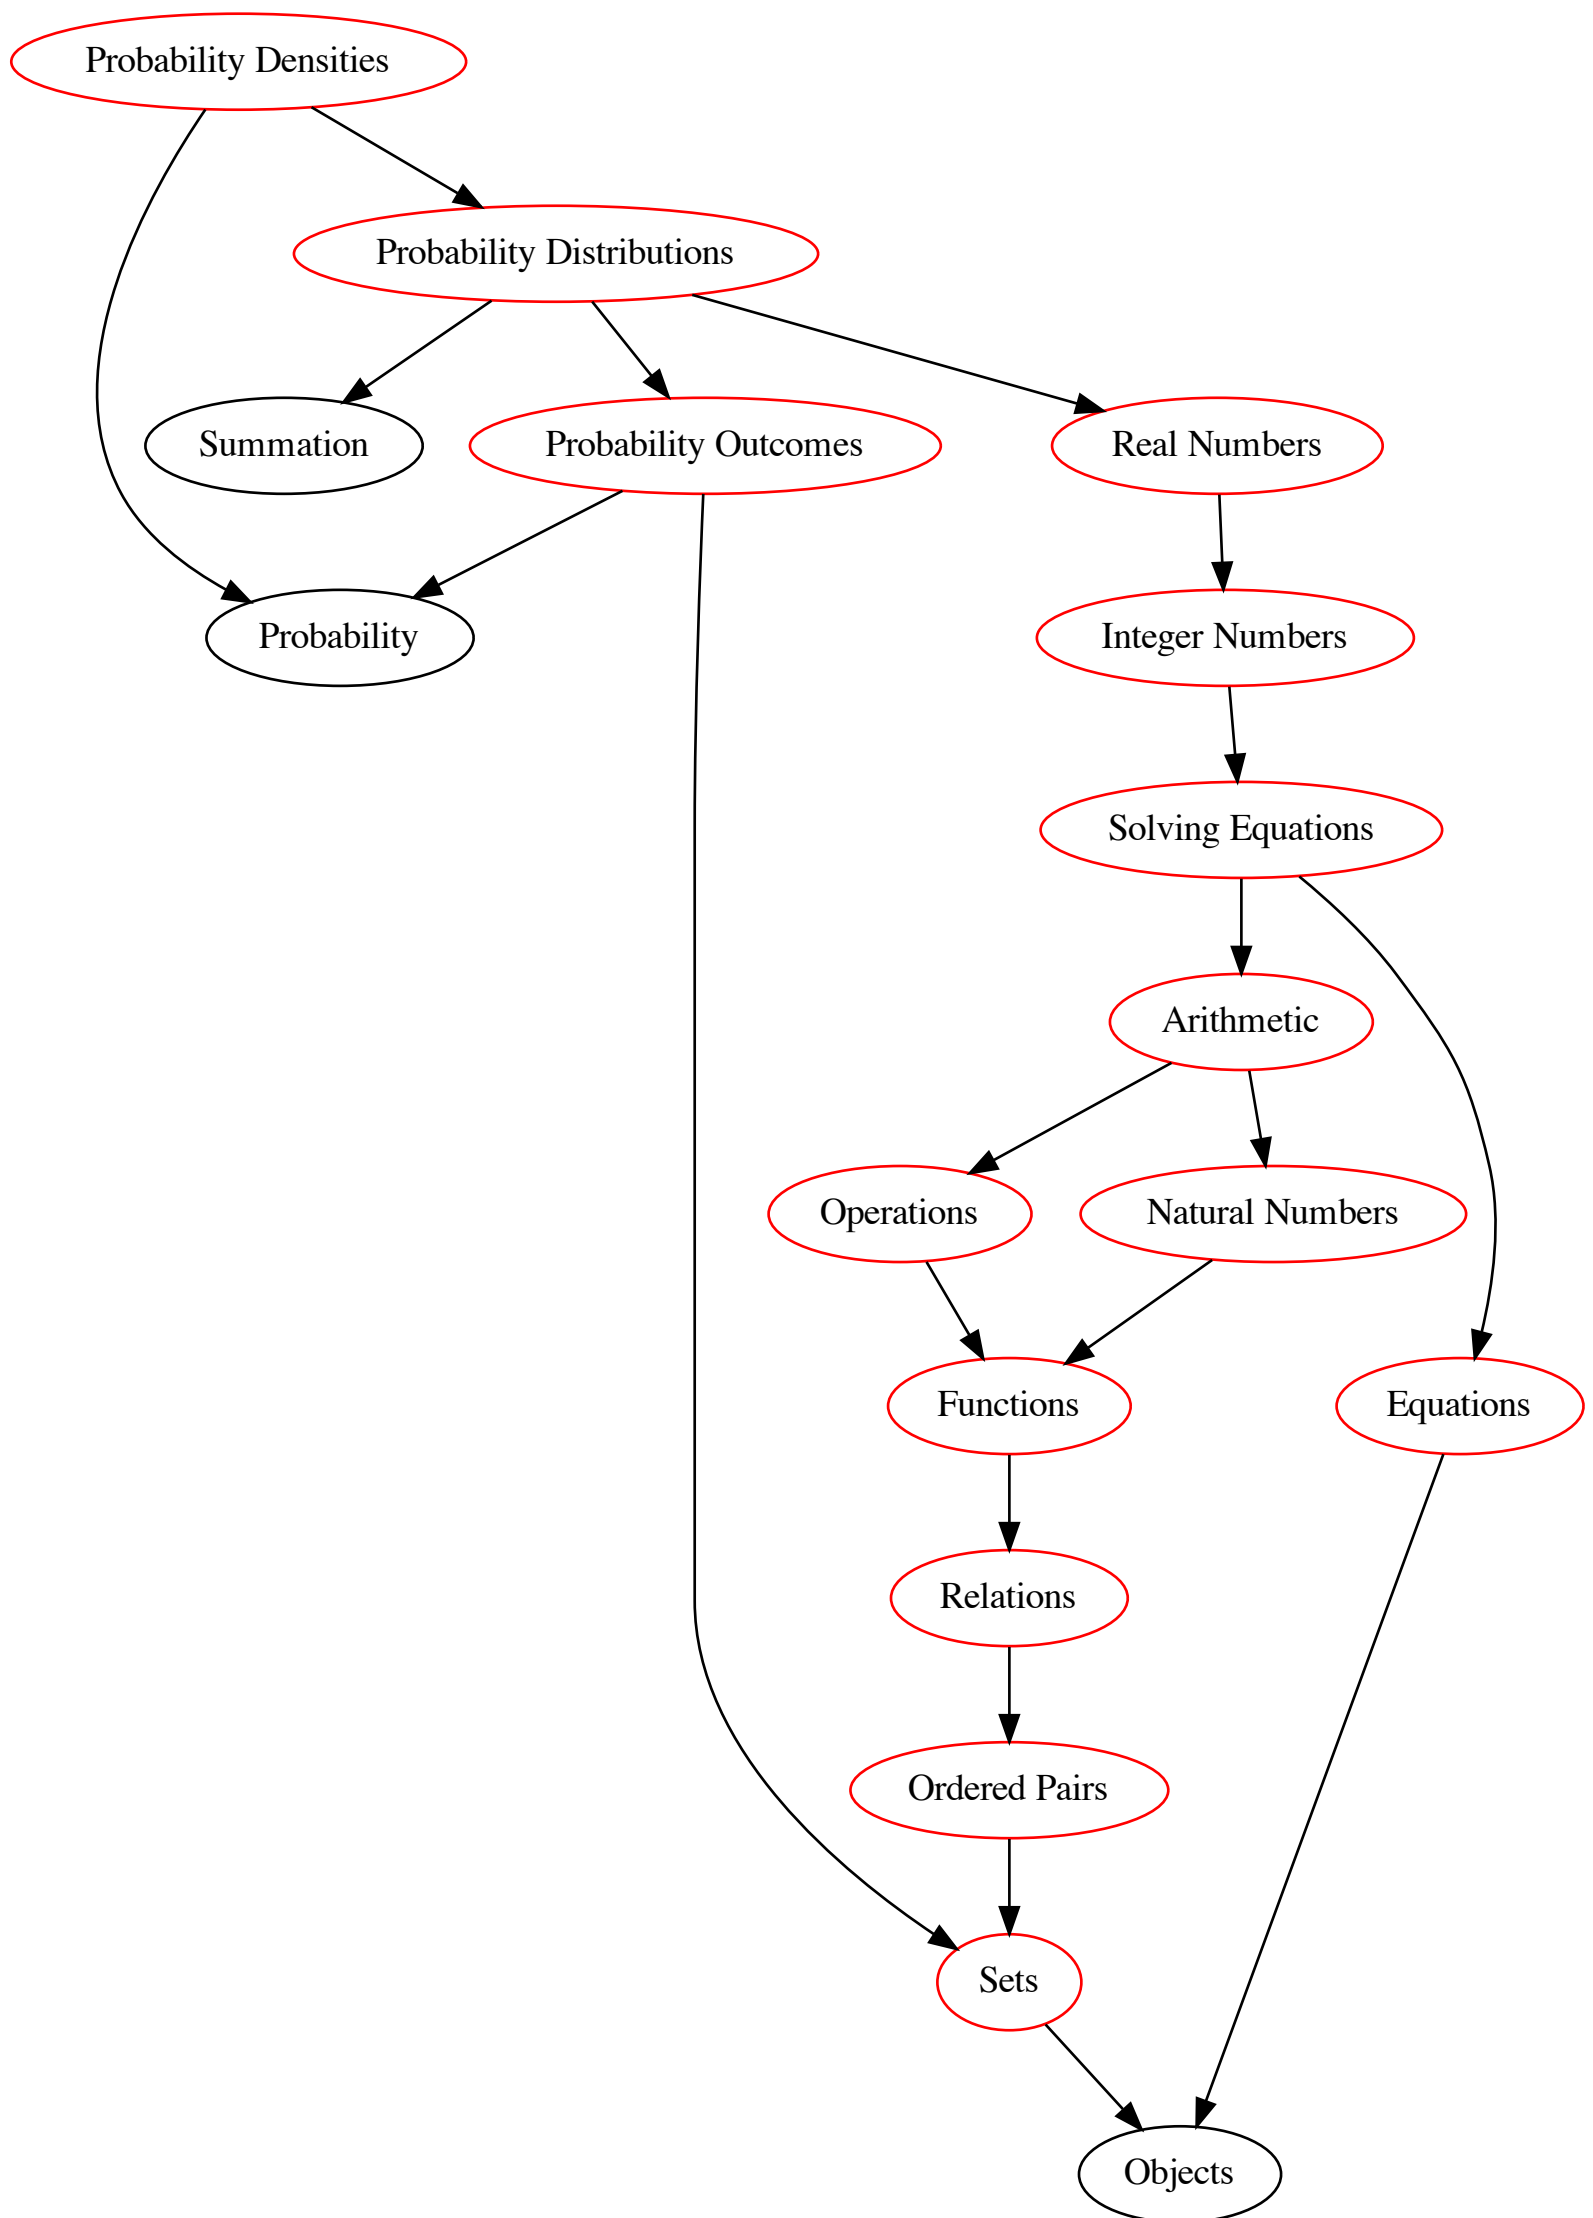 Probability Densities
Probability Distributions
Summation
Probability Outcomes
Real Numbers
Probability
Integer Numbers
Solving Equations
Arithmetic
Operations
Natural Numbers
Functions
Equations
Relations
Ordered Pairs
Sets
Objects